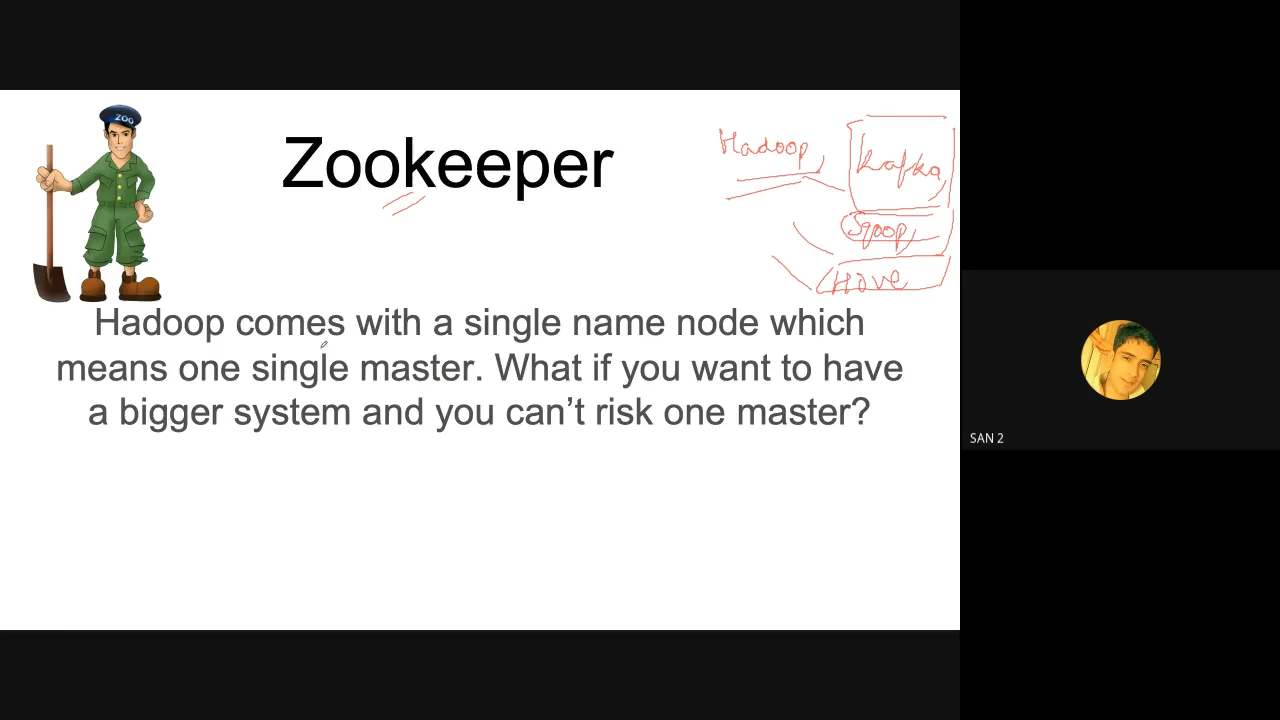 ZOO
Zookeeper
Hadoop,
Kafka,
Sqoop,
Have
Hadoop comes with a single name node which
means one single master. What if you want to have
a bigger system and you can’t risk one master?
SAN 2